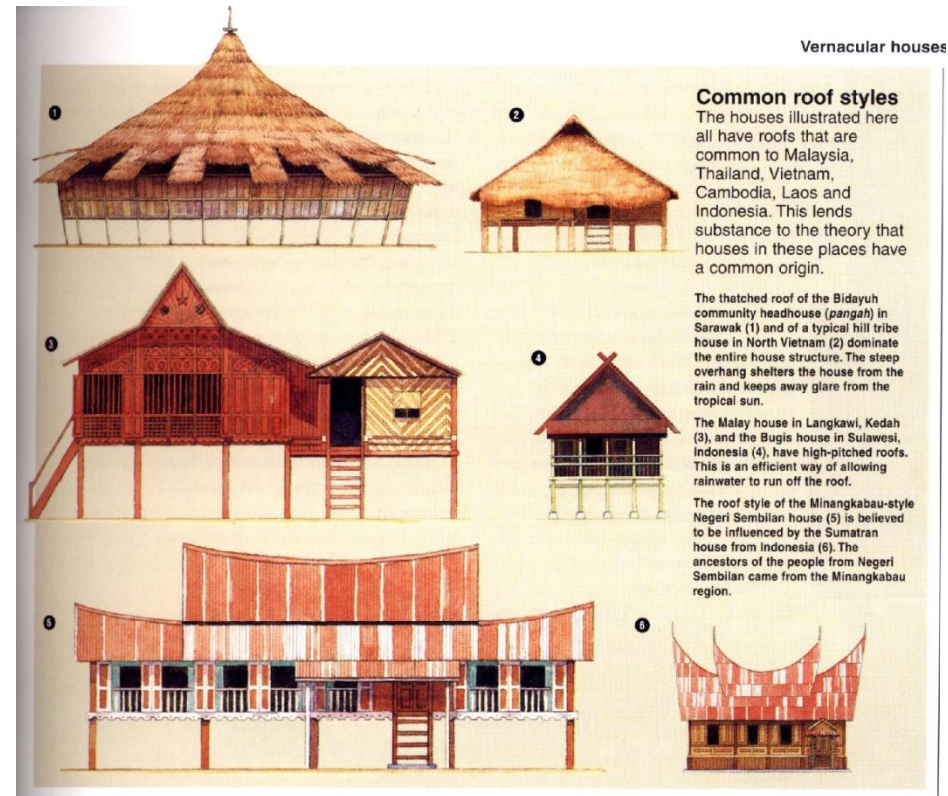 Vernacular houses
1
2
Common roof styles
The houses illustrated here
all have roofs that are
common to Malaysia,
Thailand, Vietnam,
Cambodia, Laos and
Indonesia. This lends
substance to the theory that
houses in these places have
a common origin.
The thatched roof of the Bidayuh
community headhouse (pangah) in
Sarawak (1) and of a typical hill tribe
house in North Vietnam (2) dominate
the entire house structure. The steep
overhang shelters the house from the
rain and keeps away glare from the
tropical sun.
3
4
The Malay house in Langkawi, Kedah
(3), and the Bugis house in Sulawesi,
Indonesia (4), have high-pitched roofs.
This is an efficient way of allowing
rainwater to run off the roof.
The roof style of the Minangkabau-style
Negeri Sembilan house (5) is believed
to be influenced by the Sumatran
house from Indonesia (6). The
ancestors of the people from Negeri
Sembilan came from the Minangkabau
region.
5
6